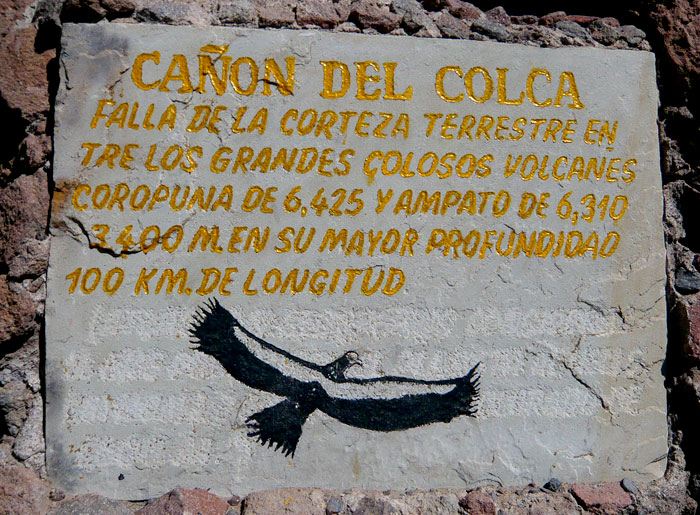 CAÑON DEL COLCA
FALLA DE LA CORTEZA TERRESTRE EN
TRE LOS GRANDES COLOSOS VOLCANES
COROPUNA DE 6,425 Y AMPATO DE 6,310
3,400 M. EN SU MAYOR PROFUNDIDAD
100 KM. DE LONGITUD